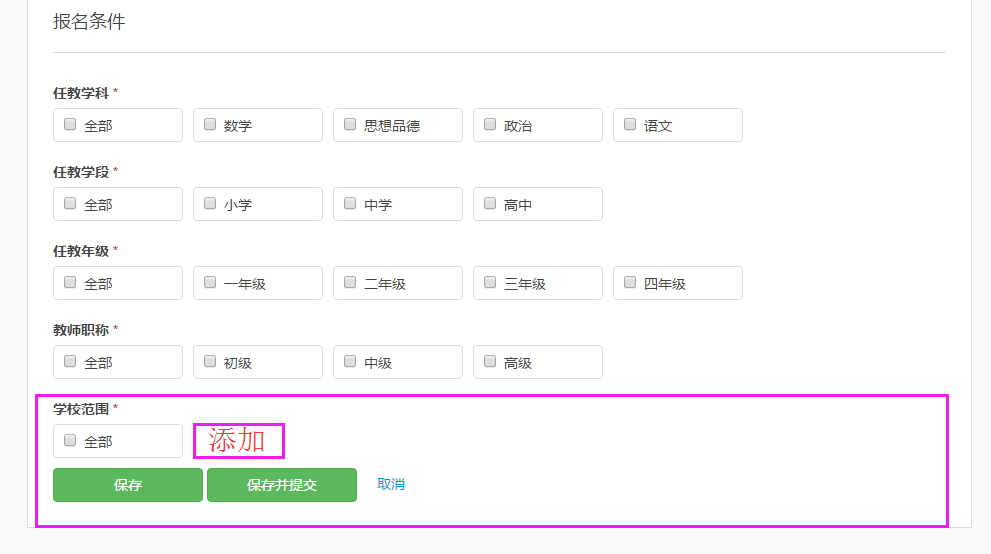 报名条件
任教学科 *
全部 数学 思想品德 政治 语文
任教学段 *
全部 小学 中学 高中
任教年级 *
全部 一年级 二年级 三年级 四年级
教师职称 *
全部 初级 中级 高级
学校范围 *
全部 添加
保存 保存并提交 取消